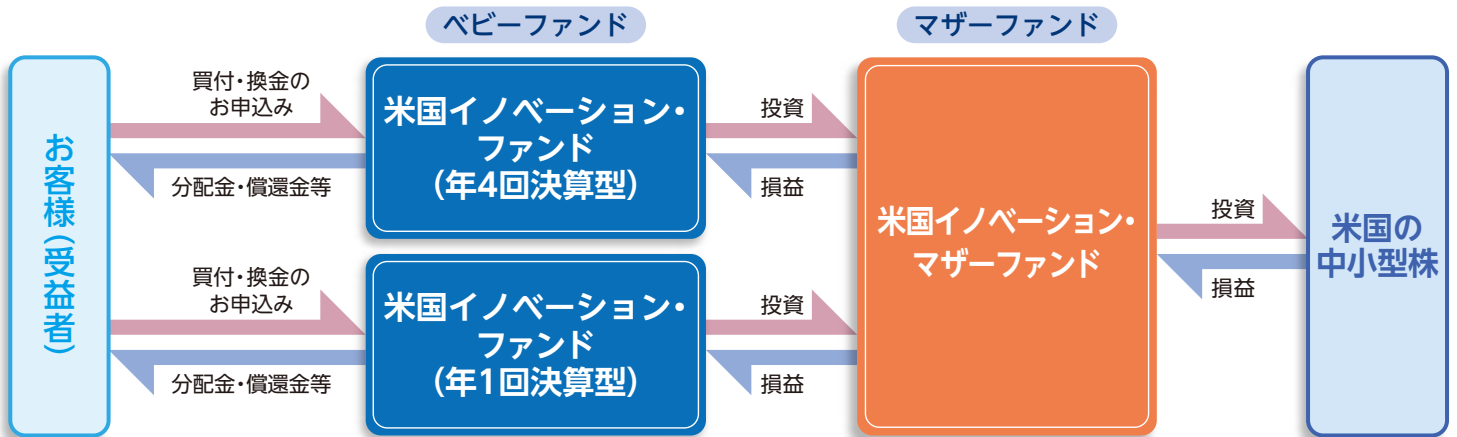 ベビーファンド
マザーファンド
お客様（受益者）
買付・換金の
お申込み
分配金・償還金等
米国イノベーション・
ファンド
（年4回決算型）
投資
損益
買付・換金の
お申込み
分配金・償還金等
米国イノベーション・
ファンド
（年1回決算型）
投資
損益
米国イノベーション・
マザーファンド
投資
損益
米国の
中小型株